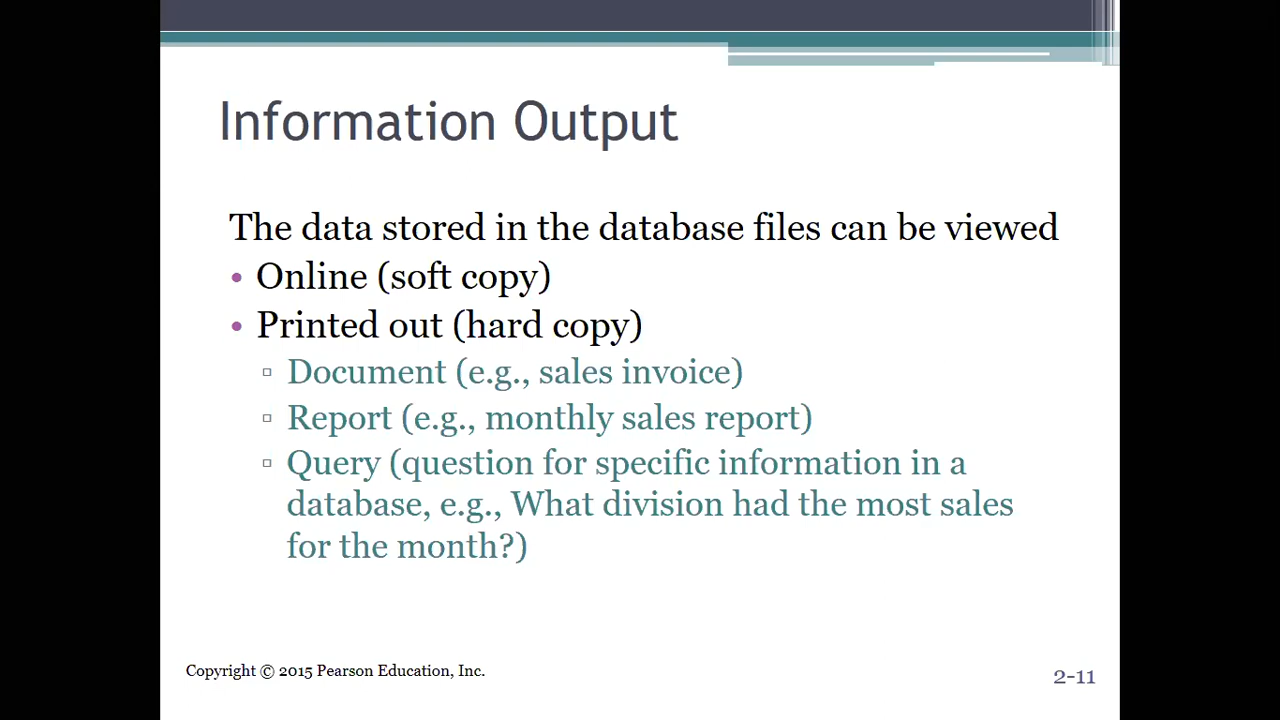 Information Output
The data stored in the database files can be viewed
• Online (soft copy)
• Printed out (hard copy)
▫ Document (e.g., sales invoice)
▫ Report (e.g., monthly sales report)
▫ Query (question for specific information in a
database, e.g., What division had the most sales
for the month?)
Copyright © 2015 Pearson Education, Inc.
2-11